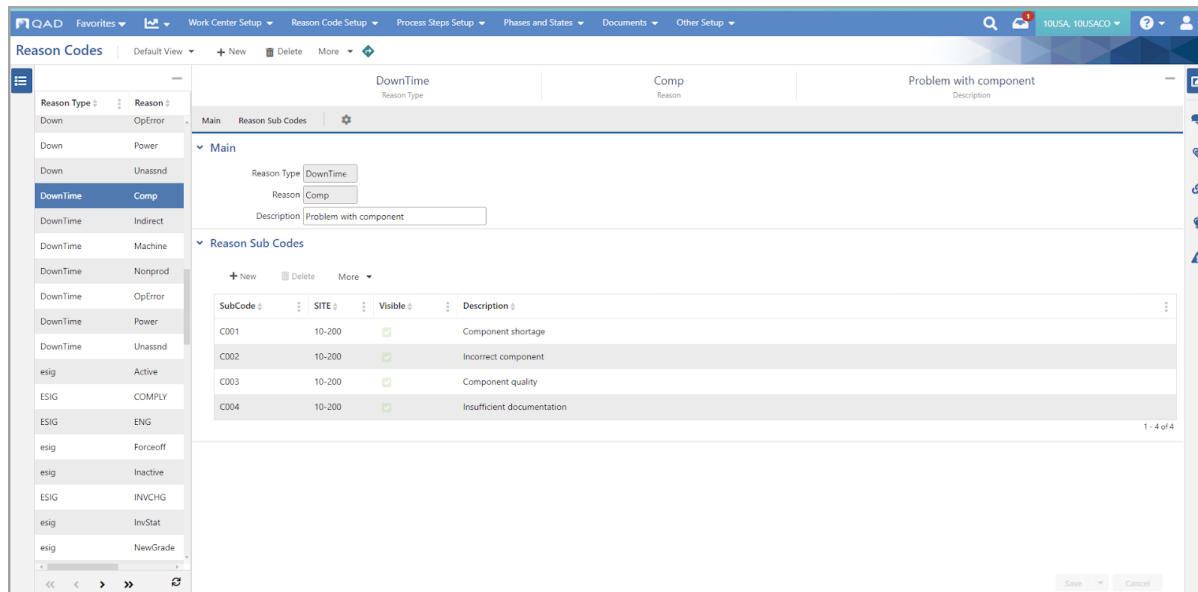 QAD Favorites Work Center Setup Reason Code Setup Process Steps Setup Phases and States Documents Other Setup 1 10USA, 10USACO
Reason Codes Default View + New Delete More
DownTime Comp Problem with component
Reason Type Reason Description
Reason Type Reason
Down OpError
Down Power
Down Unassnd
DownTime Comp
DownTime Indirect
DownTime Machine
DownTime Nonprod
DownTime OpError
DownTime Power
DownTime Unassnd
esig Active
ESIG COMPLY
ESIG ENG
esig Forceoff
esig Inactive
ESIG INVCHG
esig InvStat
esig NewGrade
Main Reason Sub Codes
Main
Reason Type DownTime
Reason Comp
Description Problem with component
Reason Sub Codes
+ New Delete More
SubCode SITE Visible Description
C001 10-200 Component shortage
C002 10-200 Incorrect component
C003 10-200 Component quality
C004 10-200 Insufficient documentation
1 - 4 of 4
Save Cancel